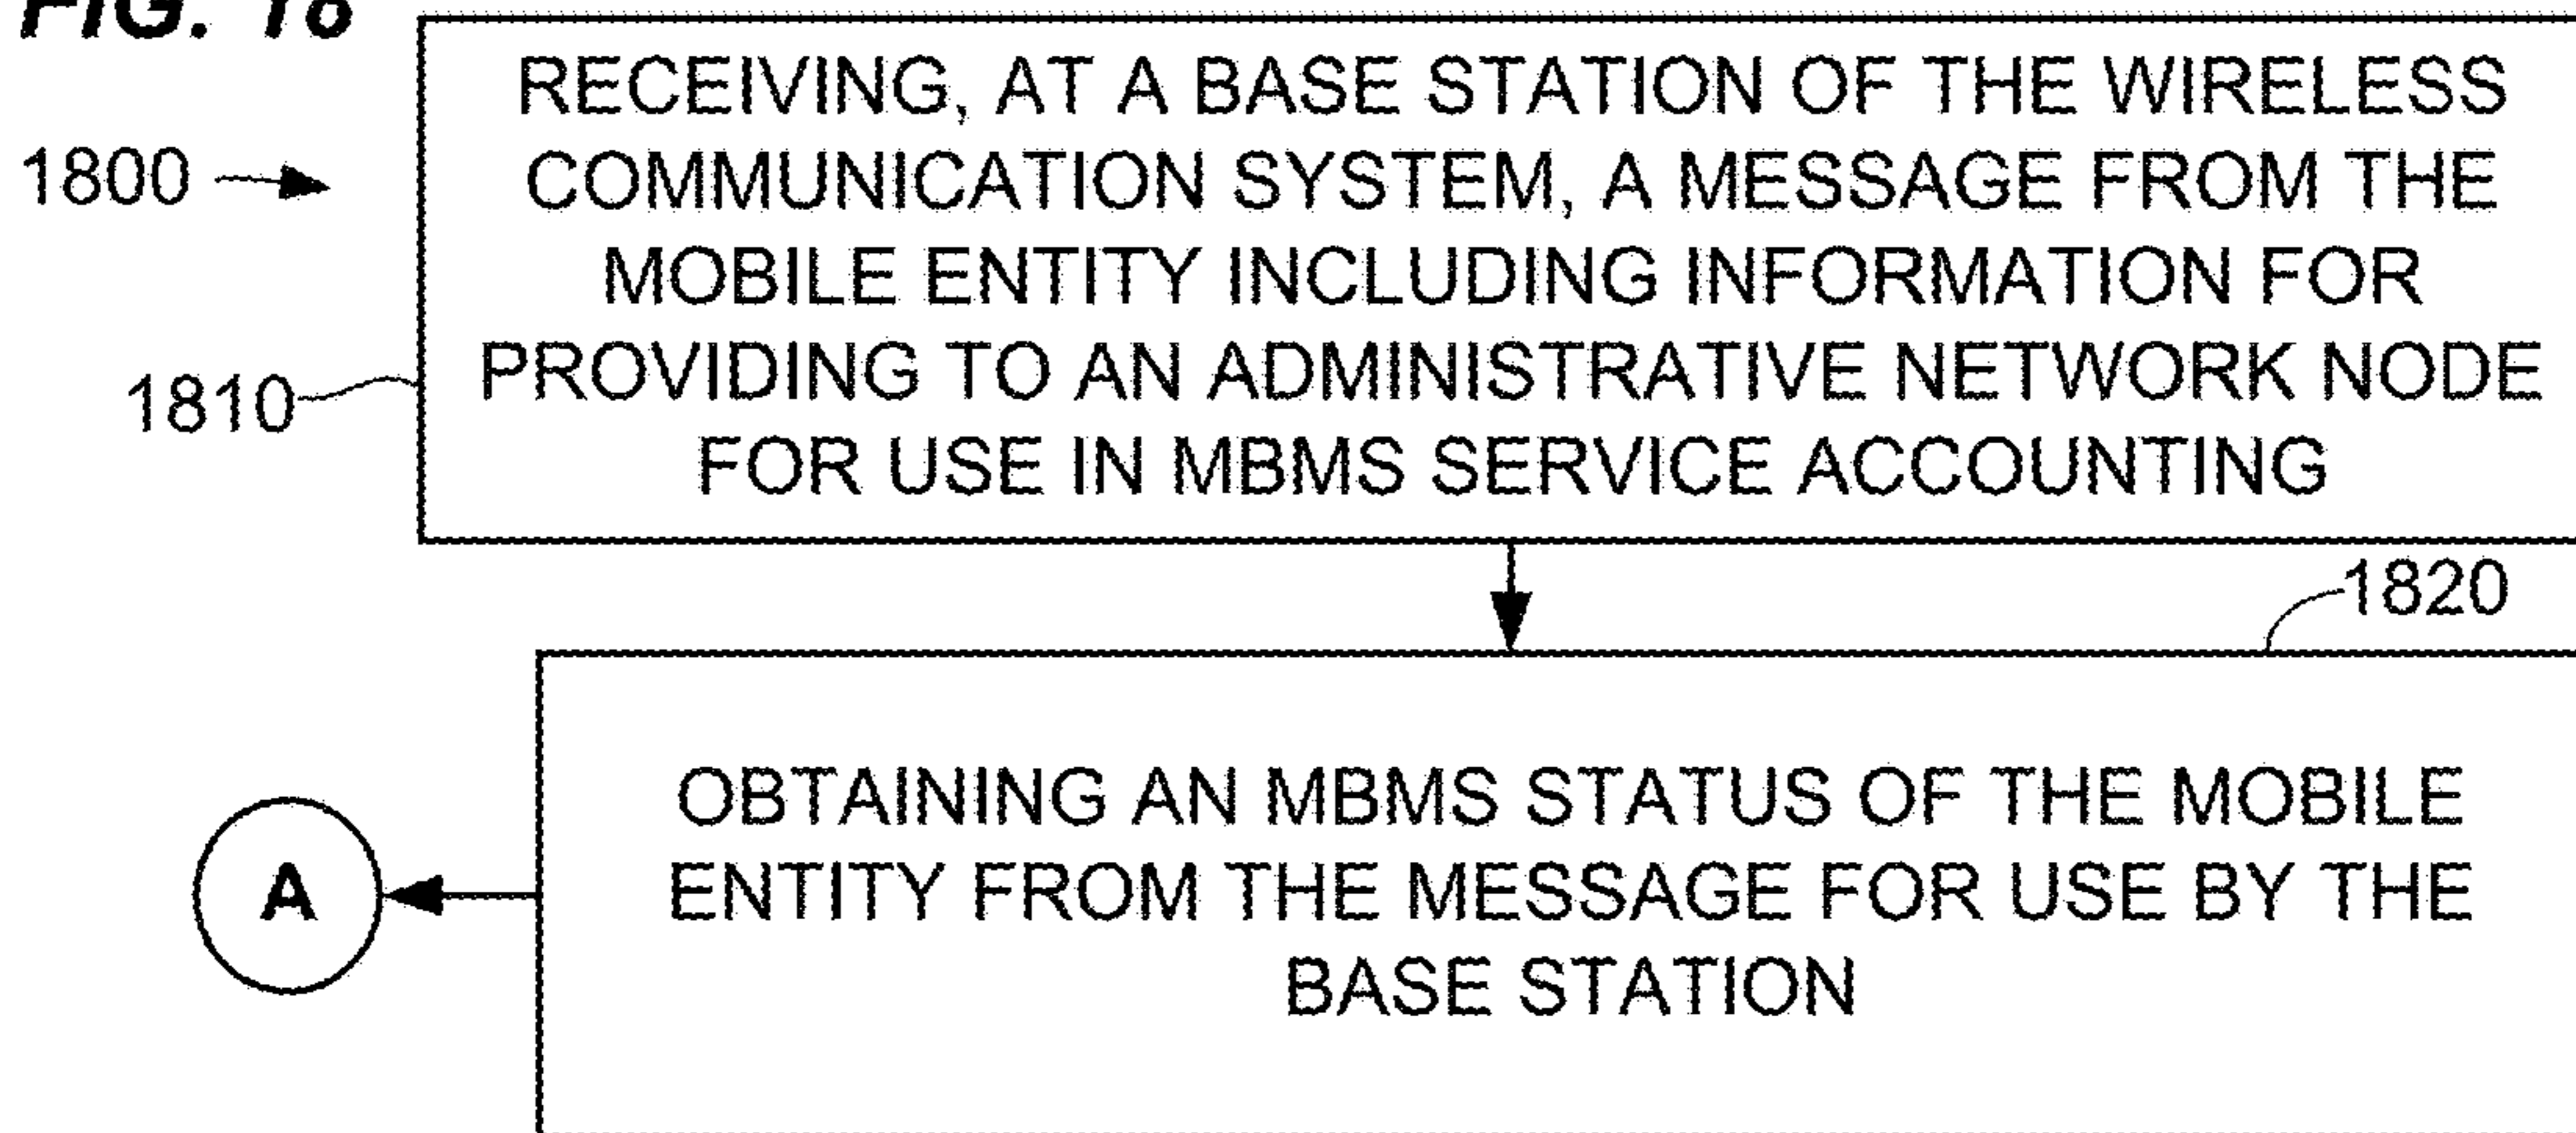 FIG. 18
1800
RECEIVING, AT A BASE STATION OF THE WIRELESS
COMMUNICATION SYSTEM, A MESSAGE FROM THE
MOBILE ENTITY INCLUDING INFORMATION FOR
PROVIDING TO AN ADMINISTRATIVE NETWORK NODE
FOR USE IN MBMS SERVICE ACCOUNTING
1810
1820
OBTAINING AN MBMS STATUS OF THE MOBILE
ENTITY FROM THE MESSAGE FOR USE BY THE
BASE STATION
A